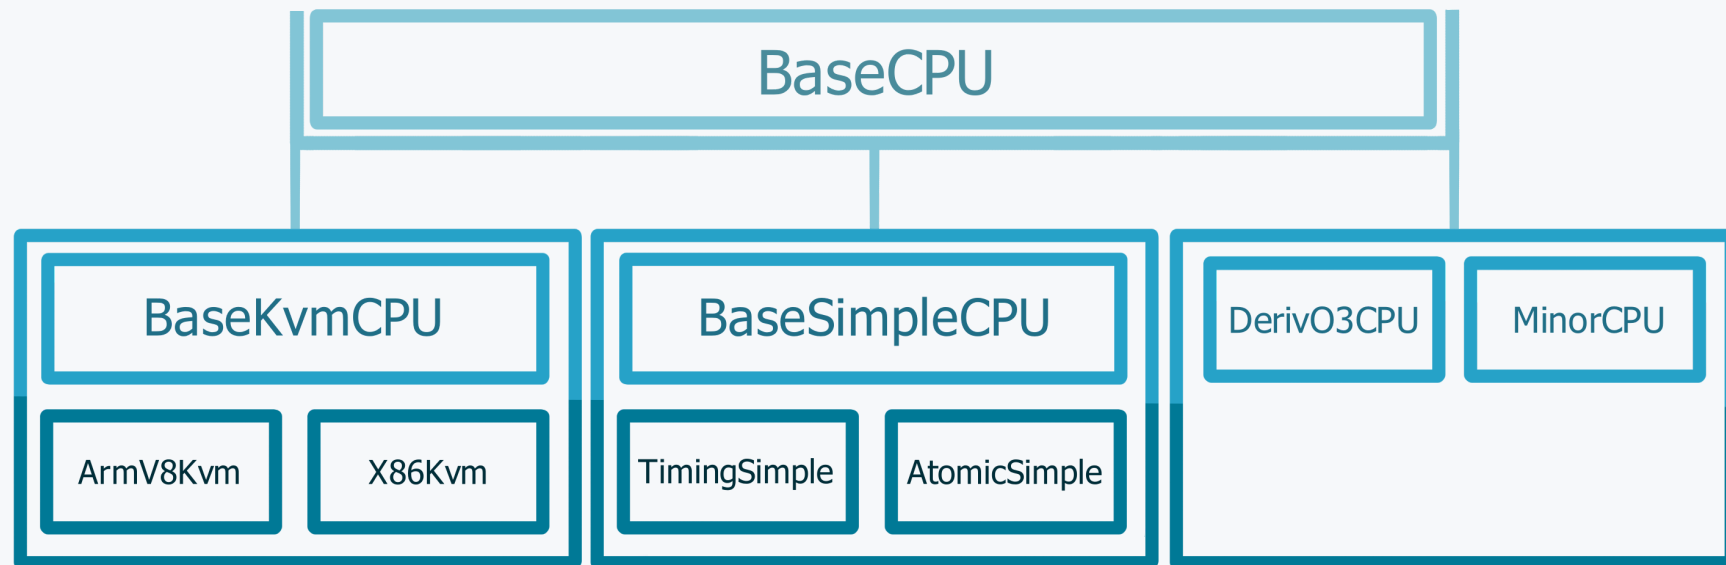 BaseCPU
BaseKvmCPU
BaseSimpleCPU
DerivO3CPU
MinorCPU
ArmV8Kvm
X86Kvm
TimingSimple
AtomicSimple